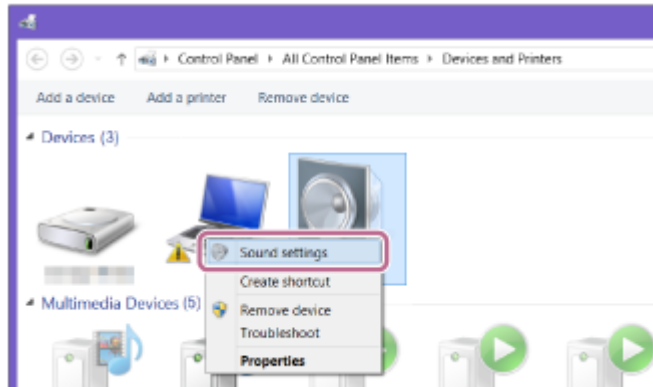 Control Panel All Control Panel Items Devices and Printers
Add a device Add a printer Remove device
Devices (3)
Sound settings
Create shortcut
Multimedia Devices (5)
Remove device
Troubleshoot
Properties